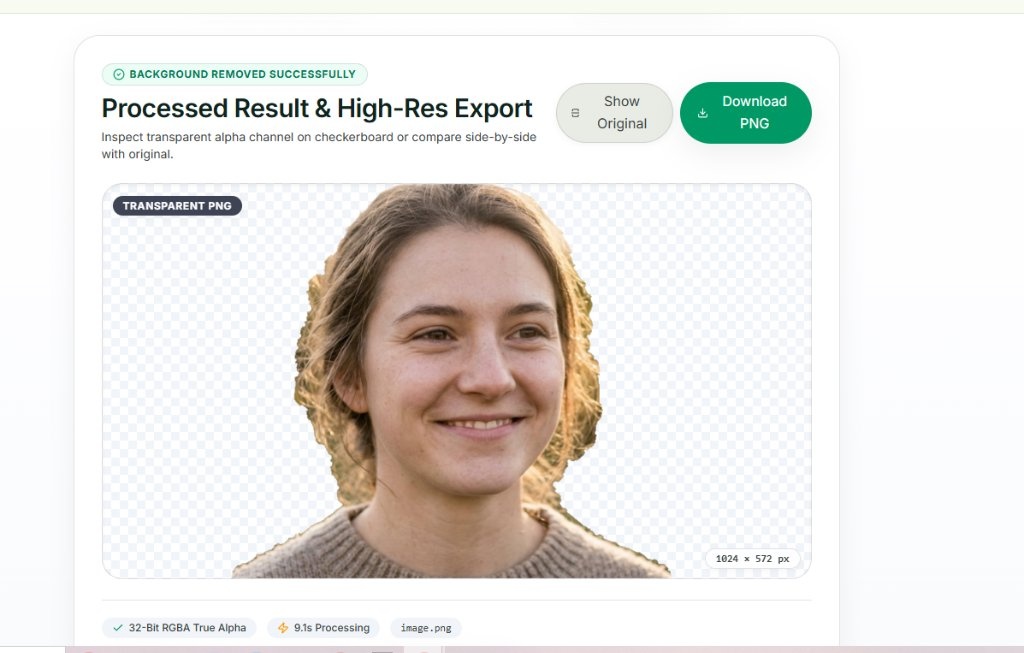 BACKGROUND REMOVED SUCCESSFULLY
Processed Result & High-Res Export
Inspect transparent alpha channel on checkerboard or compare side-by-side
with original.
Show
Original
Download
PNG
TRANSPARENT PNG
1024 × 572 px
32-Bit RGBA True Alpha
9.1s Processing
image.png